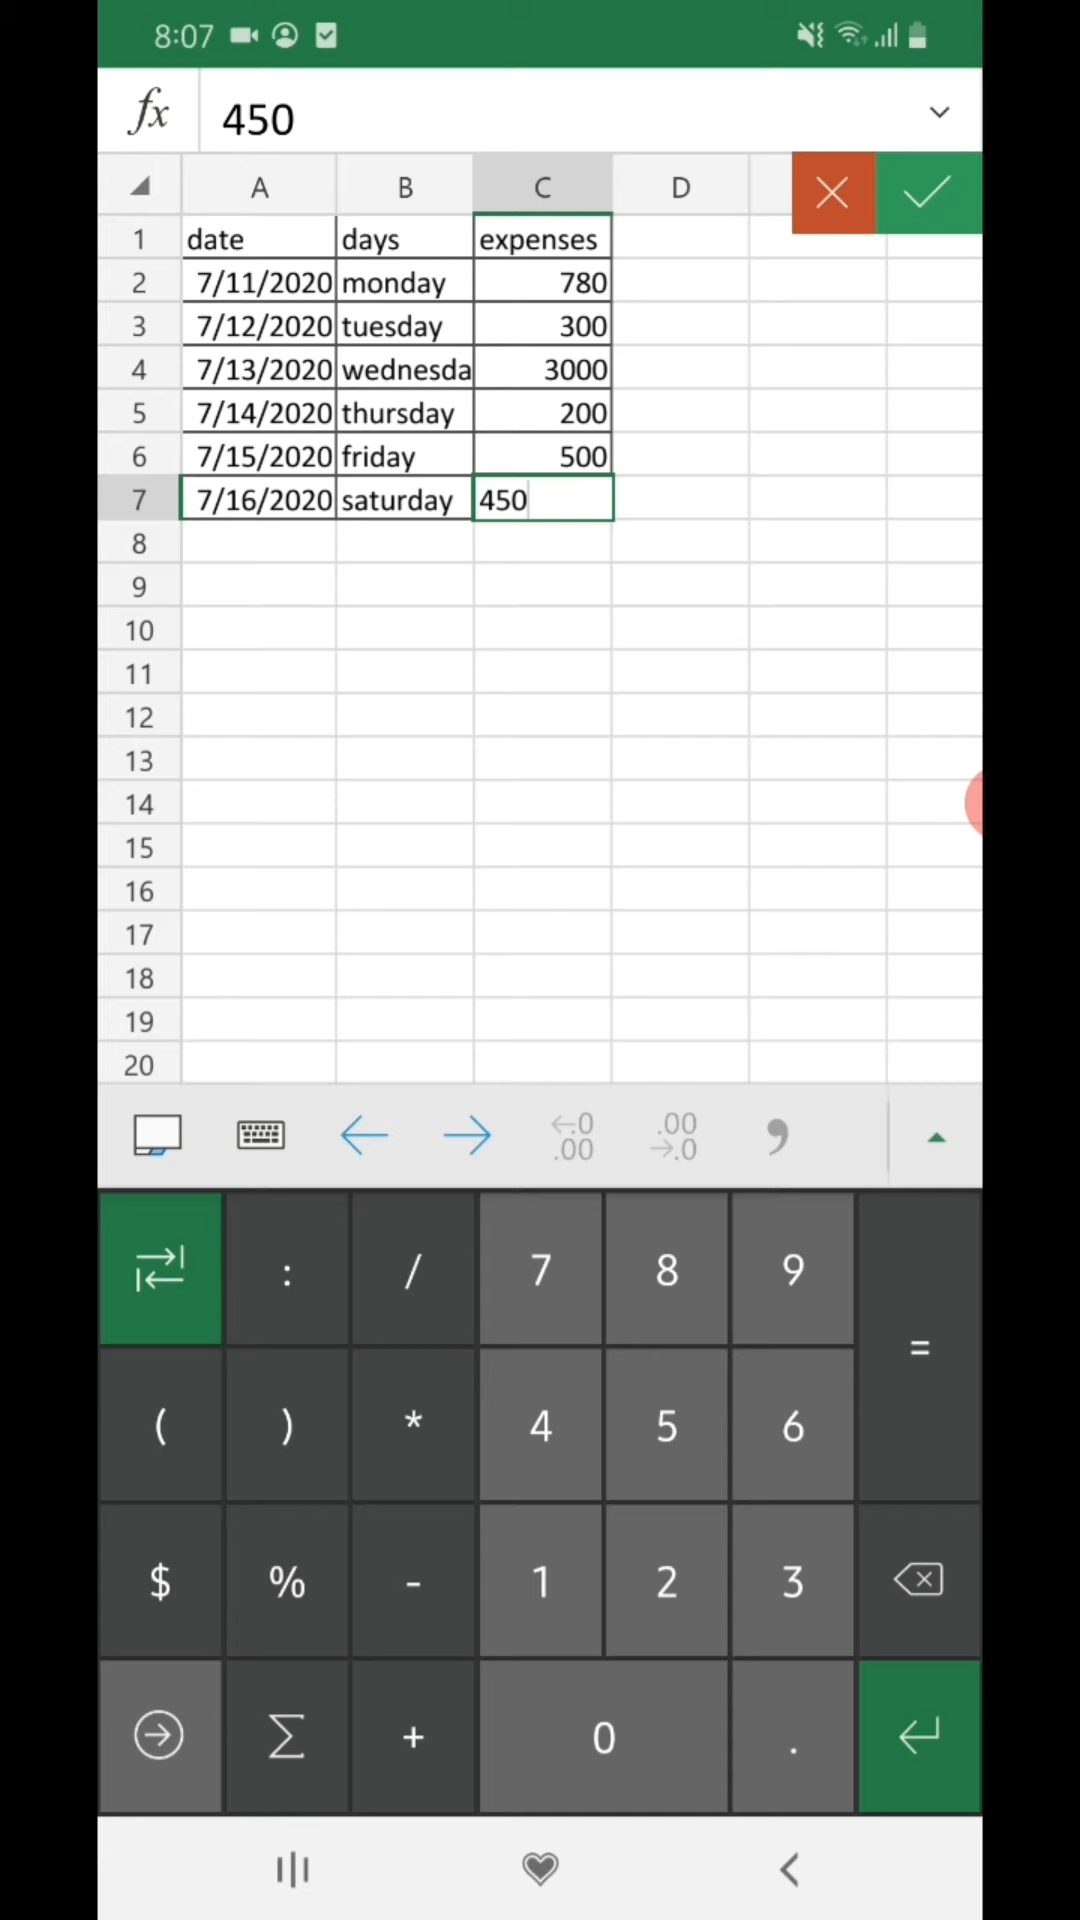 8:07
fx 450
A B C D
1 date days expenses
2 7/11/2020 monday 780
3 7/12/2020 tuesday 300
4 7/13/2020 wednesda 3000
5 7/14/2020 thursday 200
6 7/15/2020 friday 500
7 7/16/2020 saturday 450
8
9
10
11
12
13
14
15
16
17
18
19
20
←.0 .00
.00 →.0
,
: / 7 8 9
=
( ) * 4 5 6
$ % - 1 2 3
Σ + 0 .